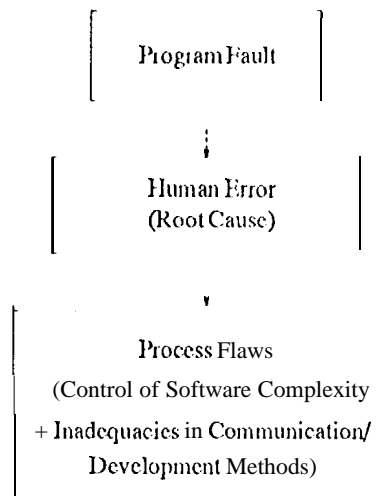 Program Fault
Human Error
(Root Cause)
Process Flaws
(Control of Software Complexity
+ Inadequacies in Communication/
Development Methods)